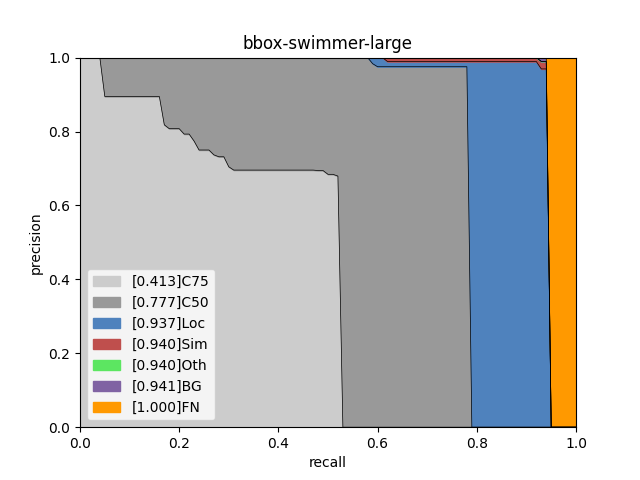 bbox-swimmer-large
precision
1.0
0.8
0.6
0.4
0.2
0.0
[0.413]C75
[0.777]C50
[0.937]Loc
[0.940]Sim
[0.940]Oth
[0.941]BG
[1.000]FN
0.0 0.2 0.4 0.6 0.8 1.0
recall